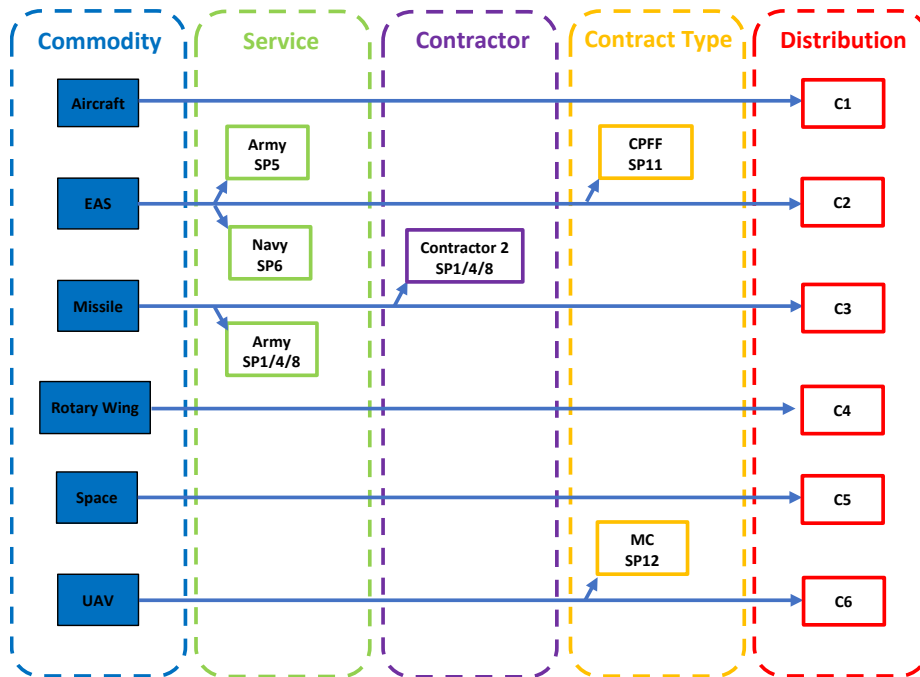 Commodity
Service
Contractor
Contract Type
Distribution
Aircraft
C1
Army
SP5
CPFF
SP11
EAS
C2
Navy
SP6
Contractor 2
SP1/4/8
Missile
C3
Army
SP1/4/8
Rotary Wing
C4
Space
C5
MC
SP12
UAV
C6